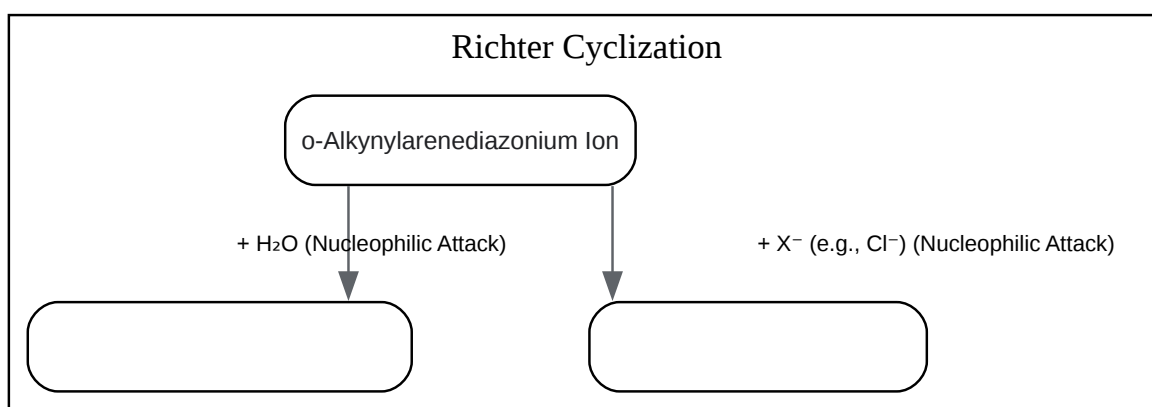 Richter Cyclization
o-Alkynylarenediazonium Ion
+ H₂O (Nucleophilic Attack)
+ X⁻ (e.g., Cl⁻) (Nucleophilic Attack)